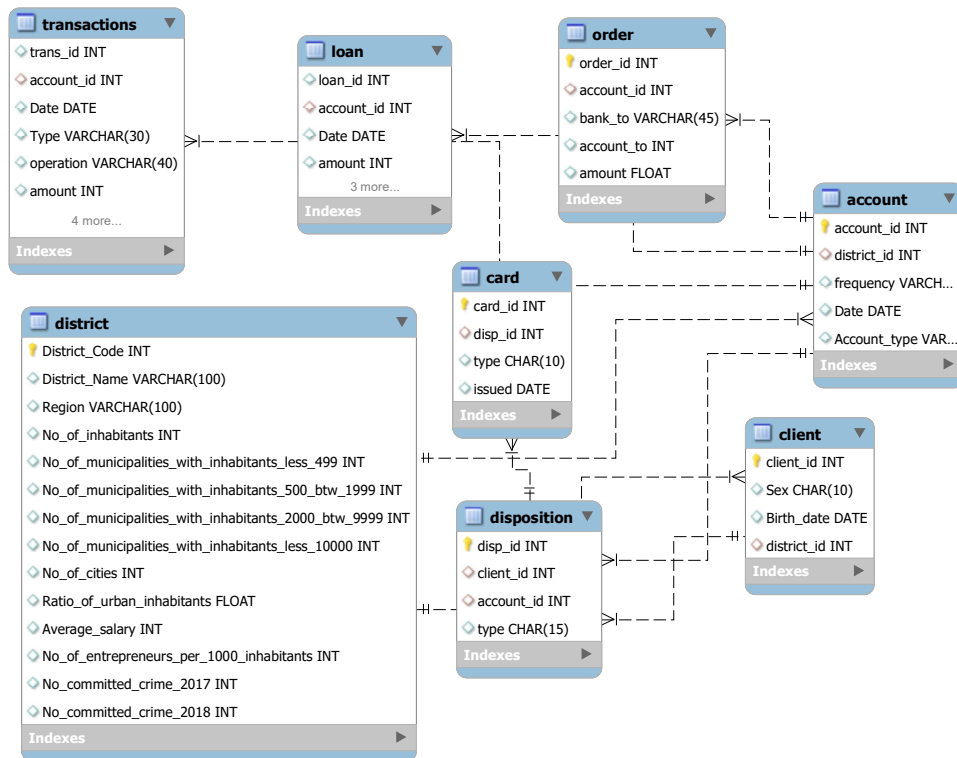 transactions
trans_id INT
account_id INT
Date DATE
Type VARCHAR(30)
operation VARCHAR(40)
amount INT
4 more...
Indexes
loan
loan_id INT
account_id INT
Date DATE
amount INT
3 more...
Indexes
order
order_id INT
account_id INT
bank_to VARCHAR(45)
account_to INT
amount FLOAT
Indexes
account
account_id INT
district_id INT
frequency VARCH...
Date DATE
Account_type VAR...
Indexes
card
card_id INT
disp_id INT
type CHAR(10)
issued DATE
Indexes
district
District_Code INT
District_Name VARCHAR(100)
Region VARCHAR(100)
No_of_inhabitants INT
No_of_municipalities_with_inhabitants_less_499 INT
No_of_municipalities_with_inhabitants_500_btw_1999 INT
No_of_municipalities_with_inhabitants_2000_btw_9999 INT
No_of_municipalities_with_inhabitants_less_10000 INT
No_of_cities INT
Ratio_of_urban_inhabitants FLOAT
Average_salary INT
No_of_entrepreneurs_per_1000_inhabitants INT
No_committed_crime_2017 INT
No_committed_crime_2018 INT
Indexes
client
client_id INT
Sex CHAR(10)
Birth_date DATE
district_id INT
Indexes
disposition
disp_id INT
client_id INT
account_id INT
type CHAR(15)
Indexes